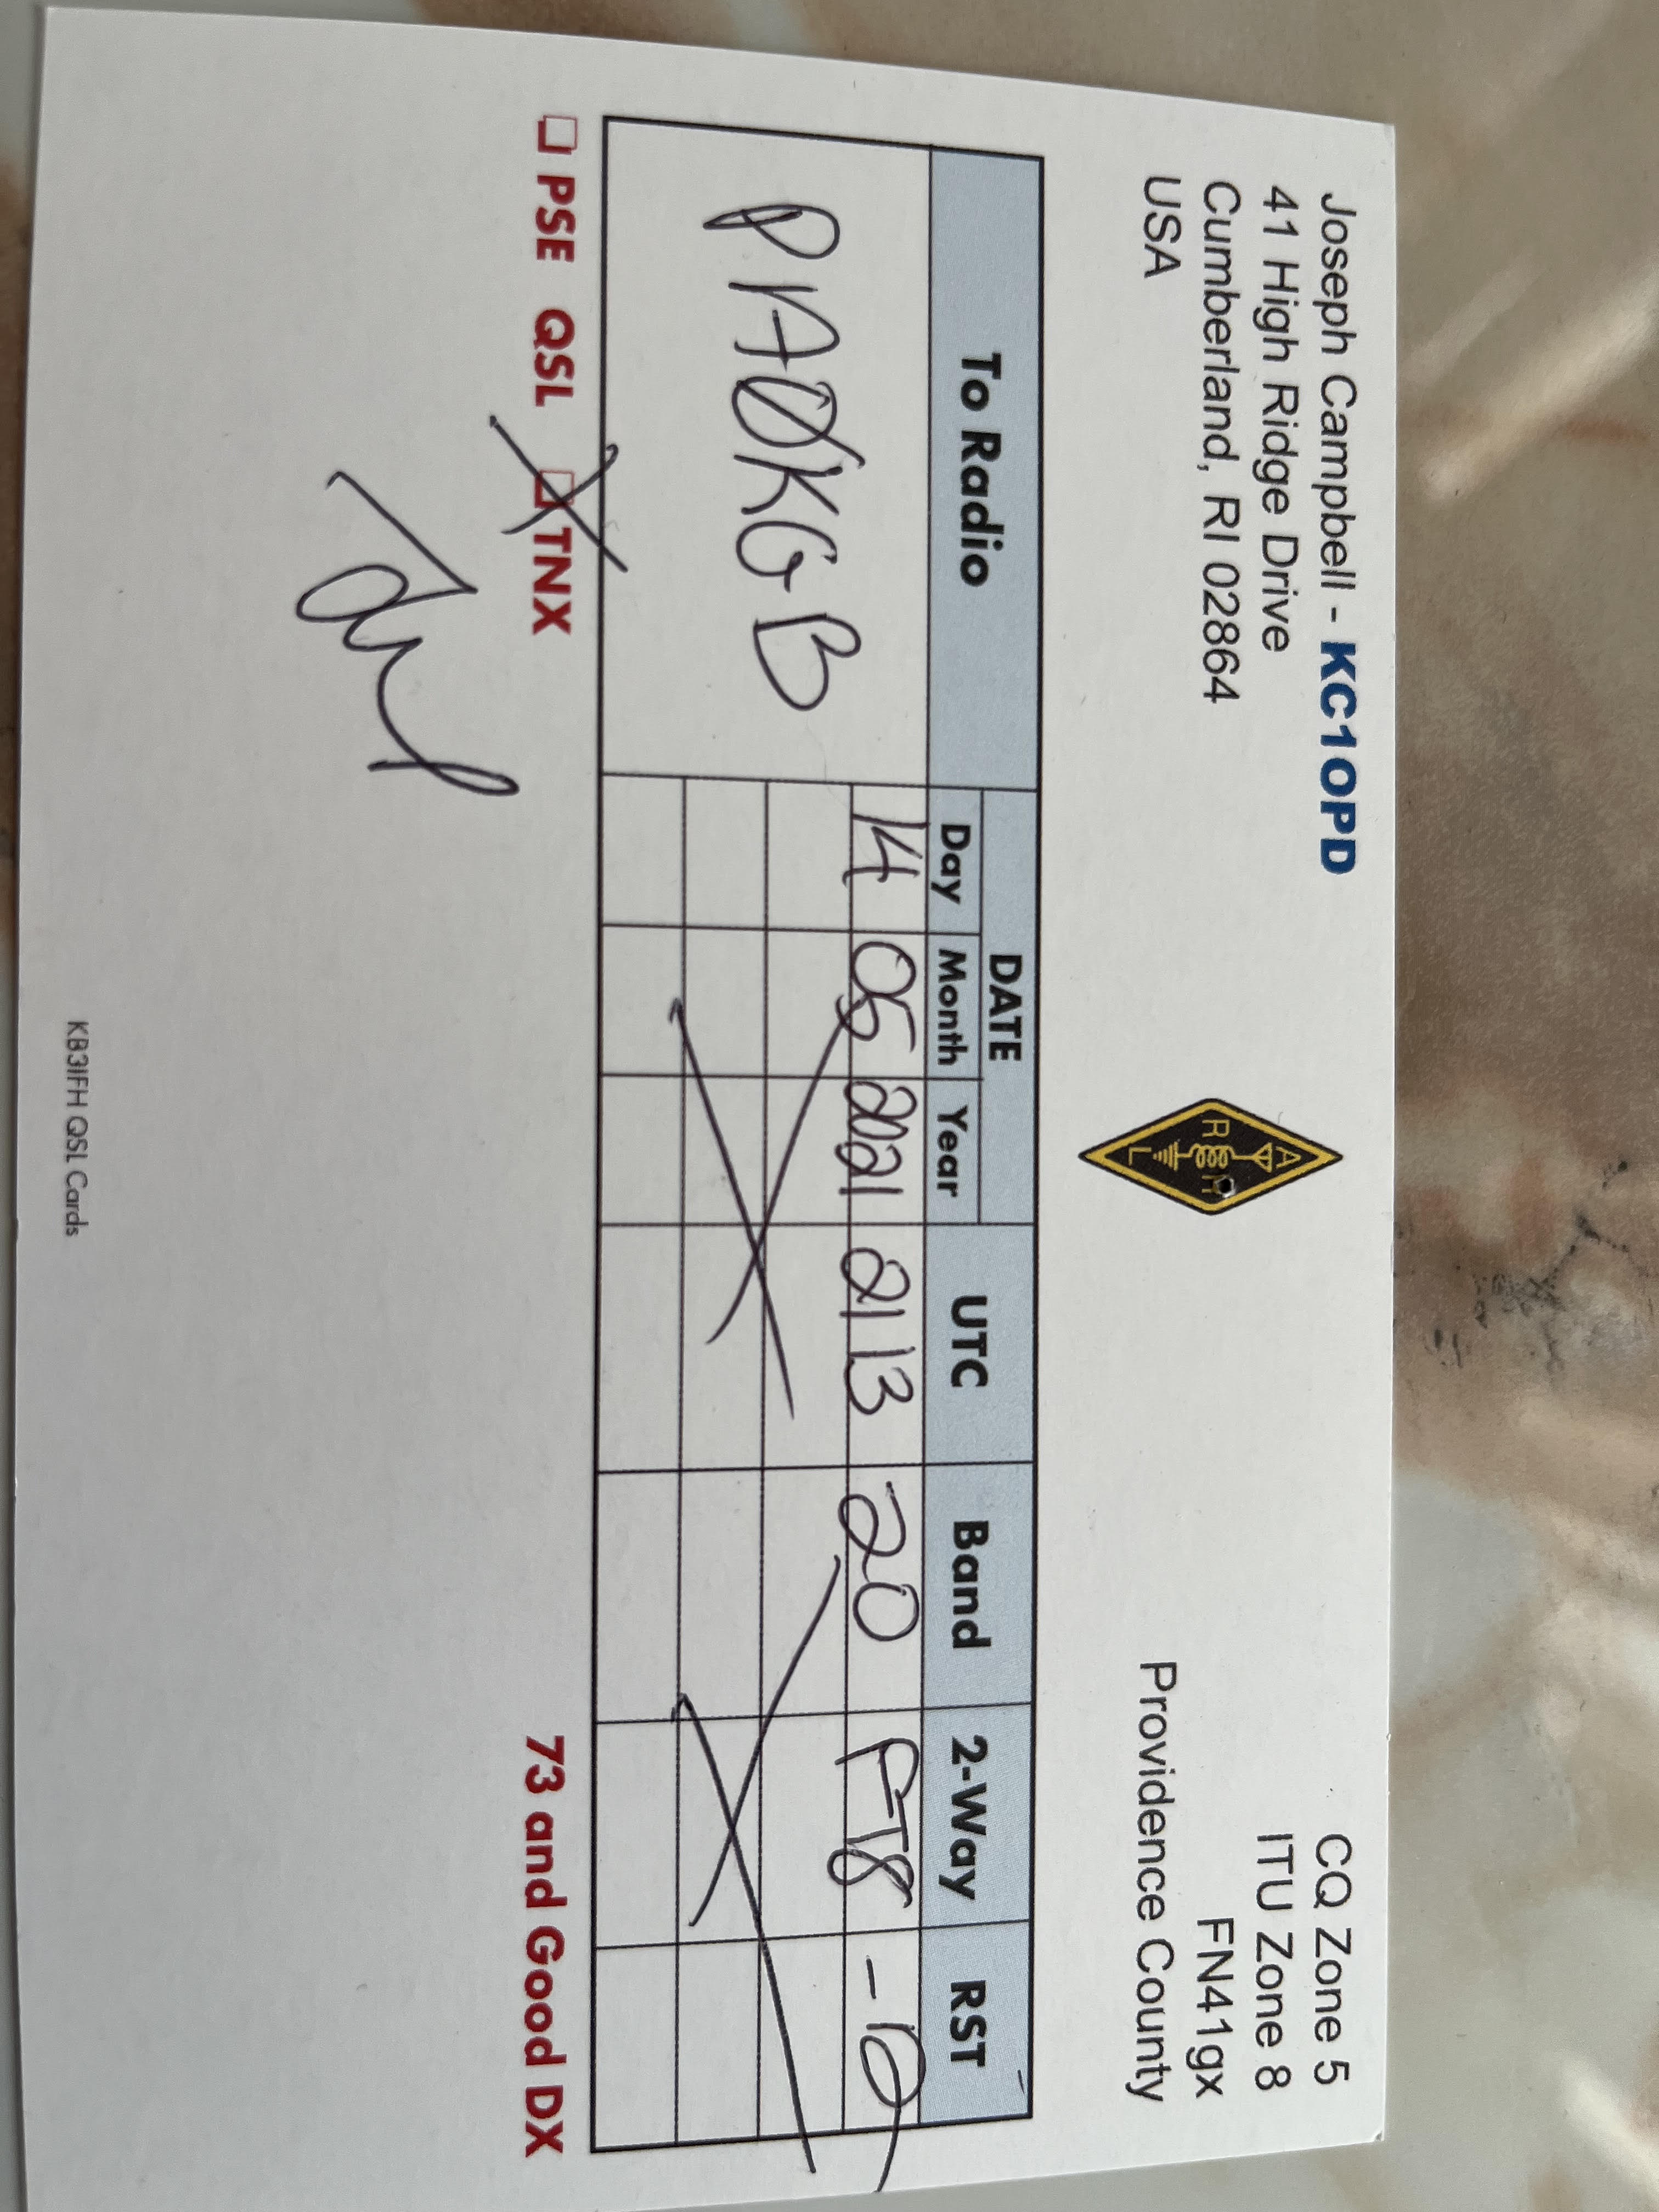 Joseph Campbell - KC1OPD
41 High Ridge Drive
Cumberland, RI 02864
USA
A
R R
L
CQ Zone 5
ITU Zone 8
FN41gx
Providence County
To Radio DATE UTC Band 2-Way RST
Day Month Year
PAØKGB
14 05 2021 2113 20 FT8 -10
PSE QSL TNX 73 and Good DX
KB3IFH QSL Cards